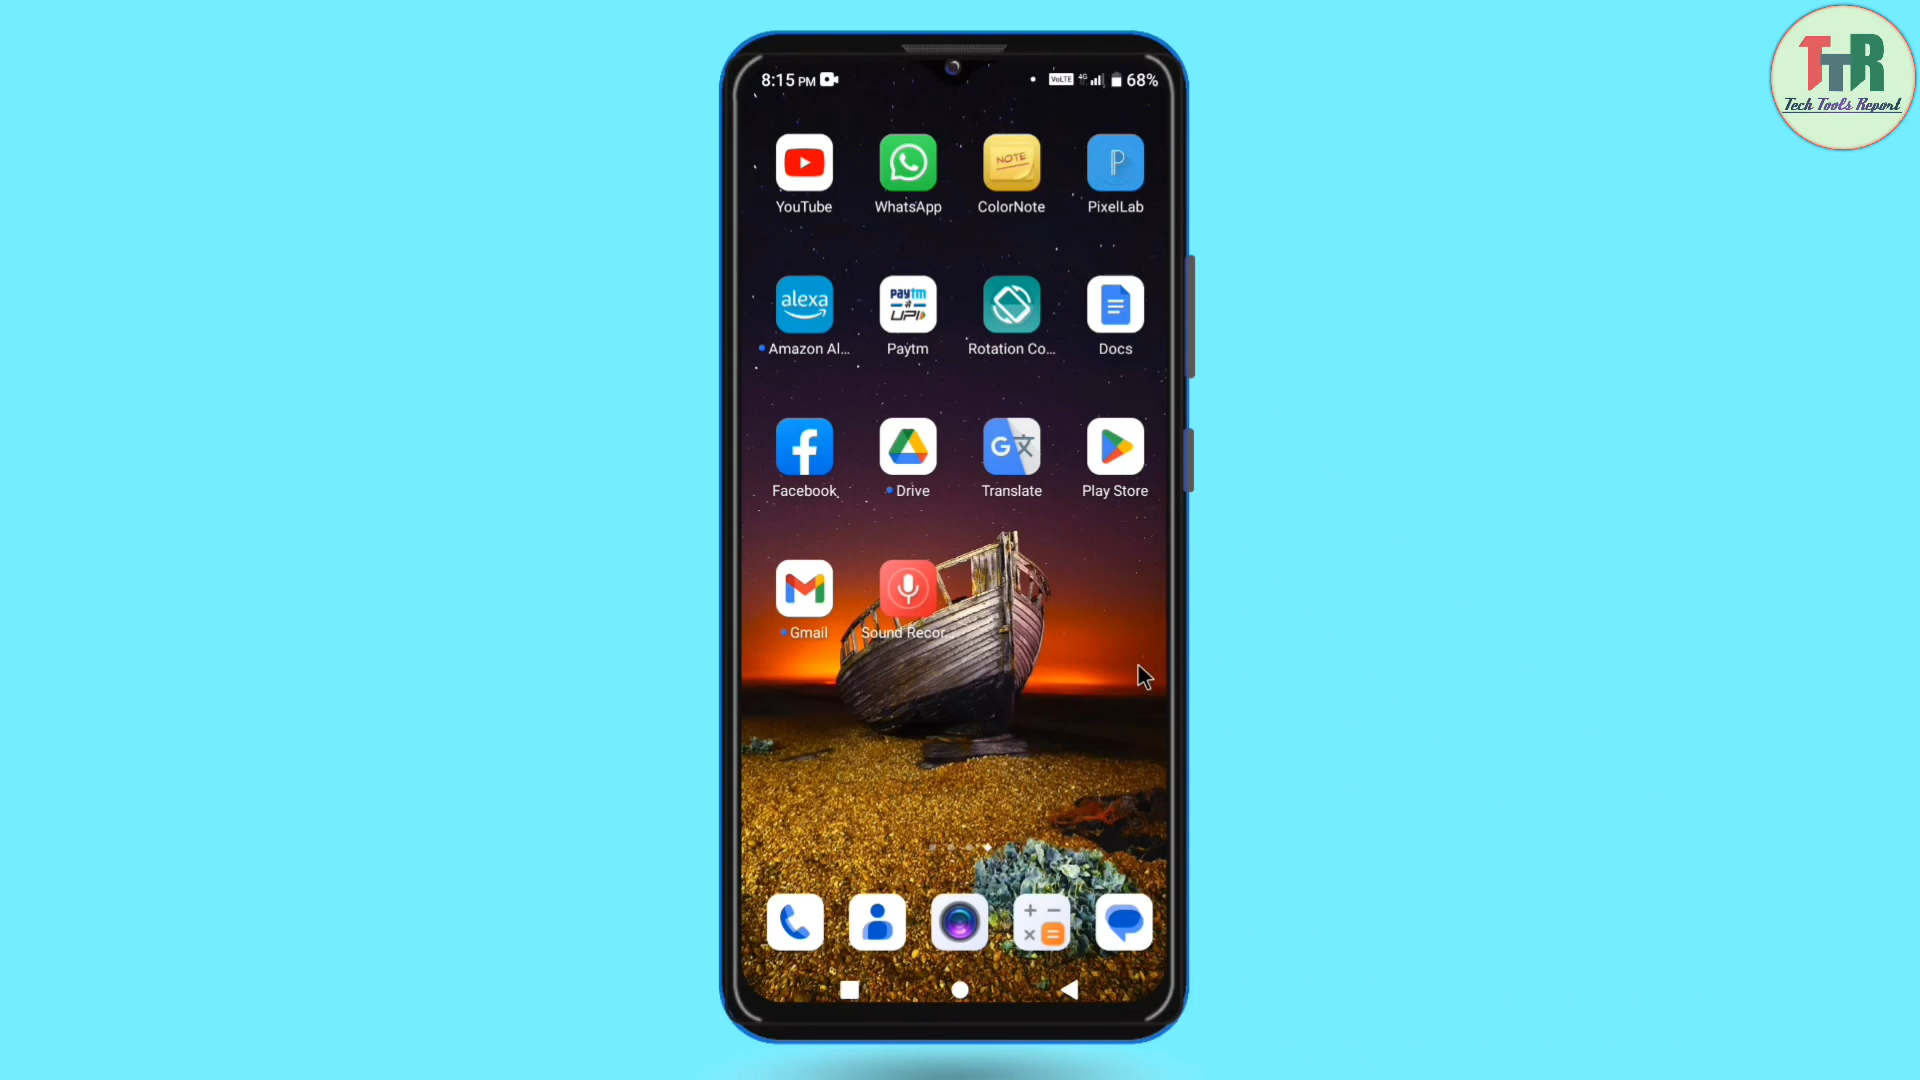 TTR
Tech Tools Report
8:15 PM
VoLTE 4G 68%
NOTE
P
YouTube WhatsApp ColorNote PixelLab
alexa
paytm
UPI
Amazon Al... Paytm Rotation Co... Docs
G
Facebook Drive Translate Play Store
Gmail Sound Recor...